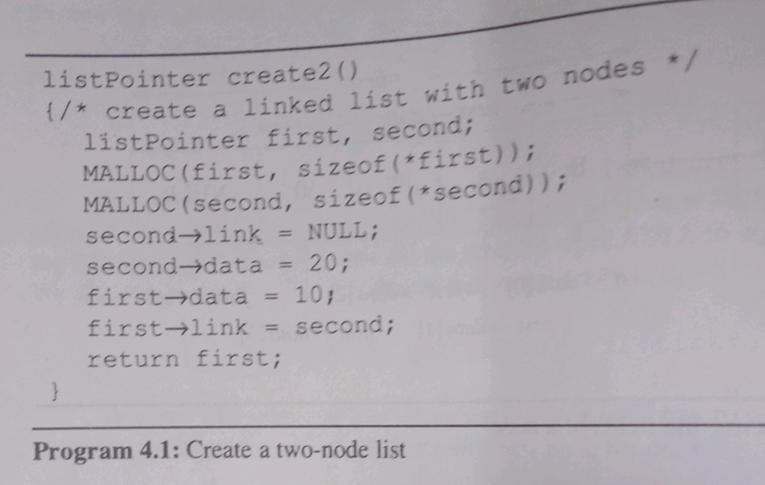 listPointer create2()
{/* create a linked list with two nodes */
listPointer first, second;
MALLOC(first, sizeof(*first));
MALLOC(second, sizeof(*second));
second→link = NULL;
second→data = 20;
first→data = 10;
first→link = second;
return first;
}
Program 4.1: Create a two-node list